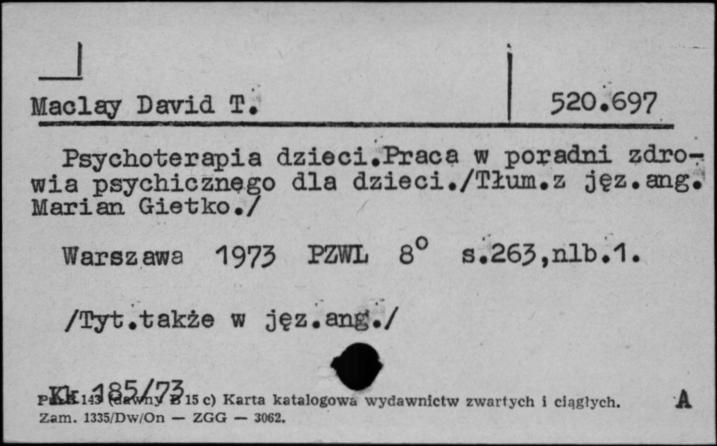 Maclay David T.
520.697
Psychoterapia dzieci.Praca w poradni zdro-
wia psychicznego dla dzieci./Tłum.z jęz.ang.
Marian Gietko./
Warszawa 1973 PZWL 8° s.263,nlb.1.
/Tyt.także w jęz.ang./
Kk 185/73
143 (dawny B 15 c) Karta katalogowa wydawnictw zwartych i ciągłych. A
Zam. 1335/Dw/On — ZGG — 3062.